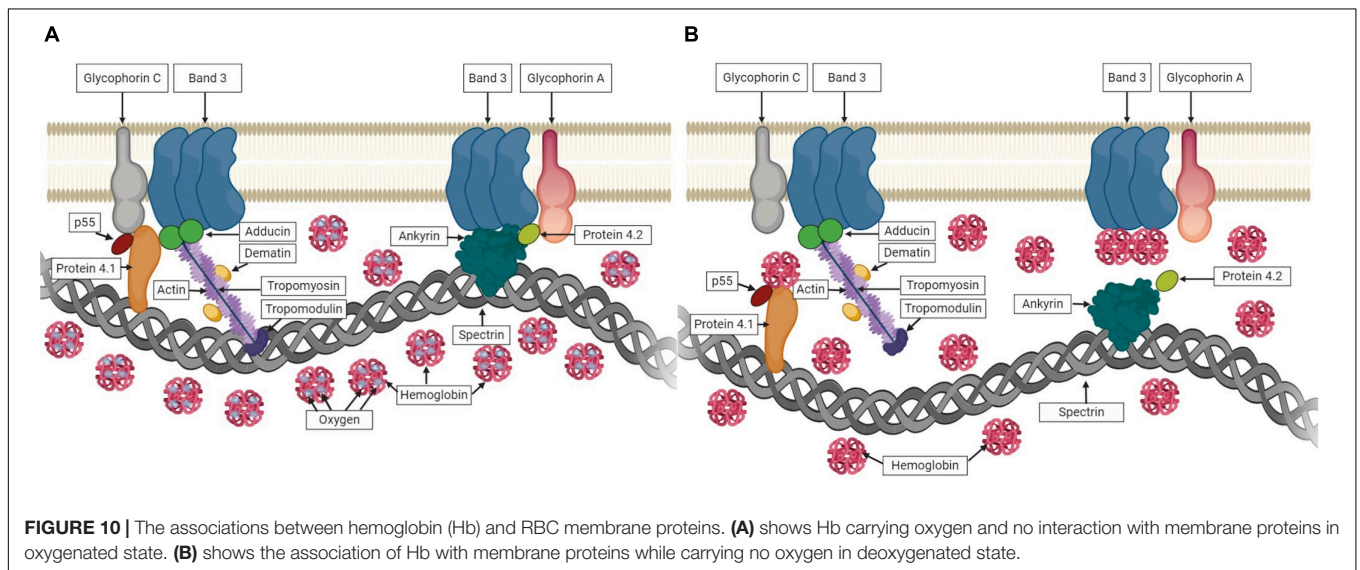 A
Glycophorin C
Band 3
Band 3
Glycophorin A
p55
Adducin
Ankyrin
Protein 4.2
Dematin
Protein 4.1
Actin
Tropomyosin
Tropomodulin
Spectrin
Hemoglobin
Oxygen
B
Glycophorin C
Band 3
Band 3
Glycophorin A
Adducin
Dematin
p55
Actin
Tropomyosin
Protein 4.2
Ankyrin
Tropomodulin
Protein 4.1
Spectrin
Hemoglobin
FIGURE 10 | The associations between hemoglobin (Hb) and RBC membrane proteins. (A) shows Hb carrying oxygen and no interaction with membrane proteins in
oxygenated state. (B) shows the association of Hb with membrane proteins while carrying no oxygen in deoxygenated state.